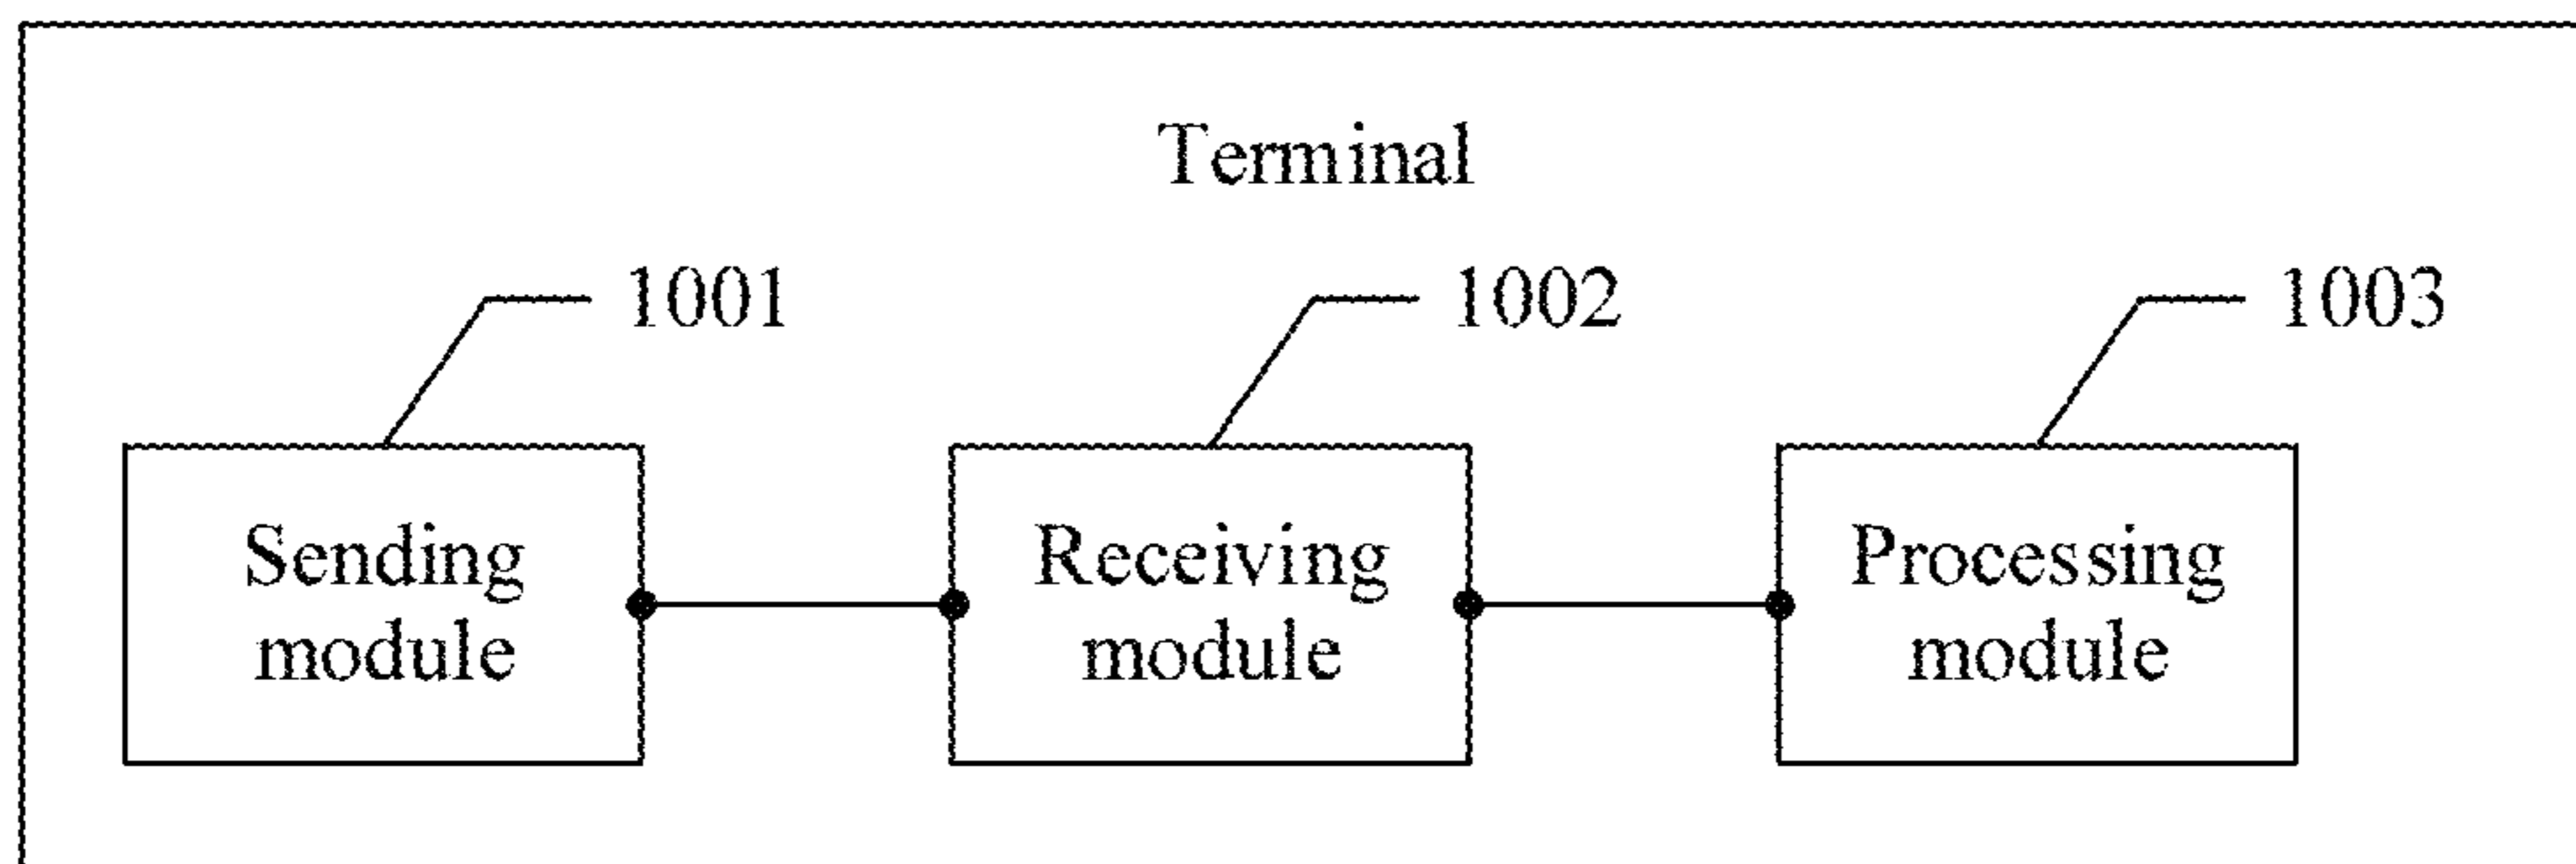 Terminal
1001
1002
1003
Sending
module
Receiving
module
Processing
module